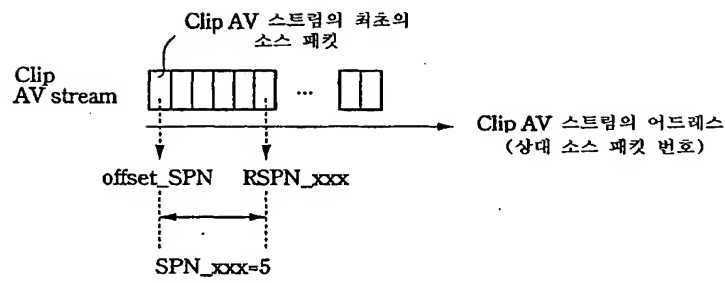 Clip AV 스트림의 최초의
소스 패킷
Clip
AV stream
...
Clip AV 스트림의 어드레스
(상대 소스 패킷 번호)
offset_SPN RSPN_xxx
SPN_xxx=5